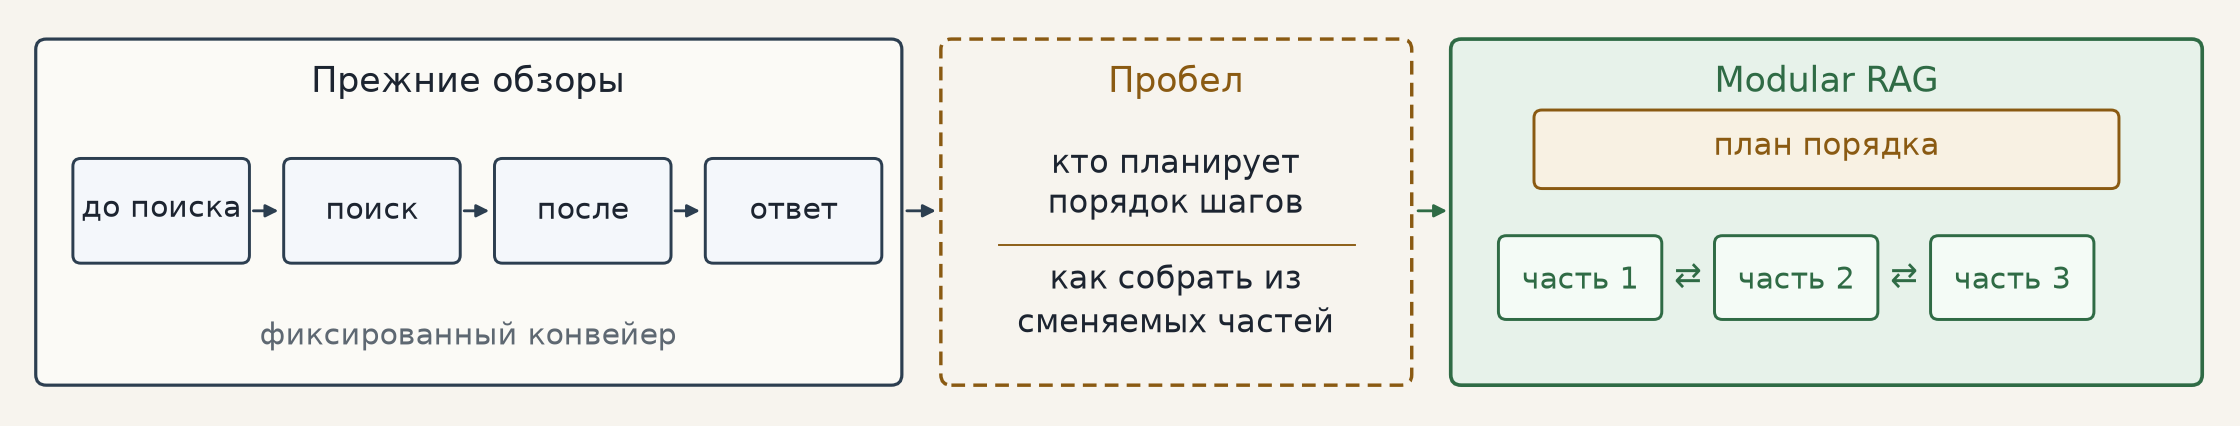 Прежние обзоры
до поиска
поиск
после
ответ
фиксированный конвейер
Пробел
кто планирует
порядок шагов
как собрать из
сменяемых частей
Modular RAG
план порядка
часть 1 ⇄ часть 2 ⇄ часть 3